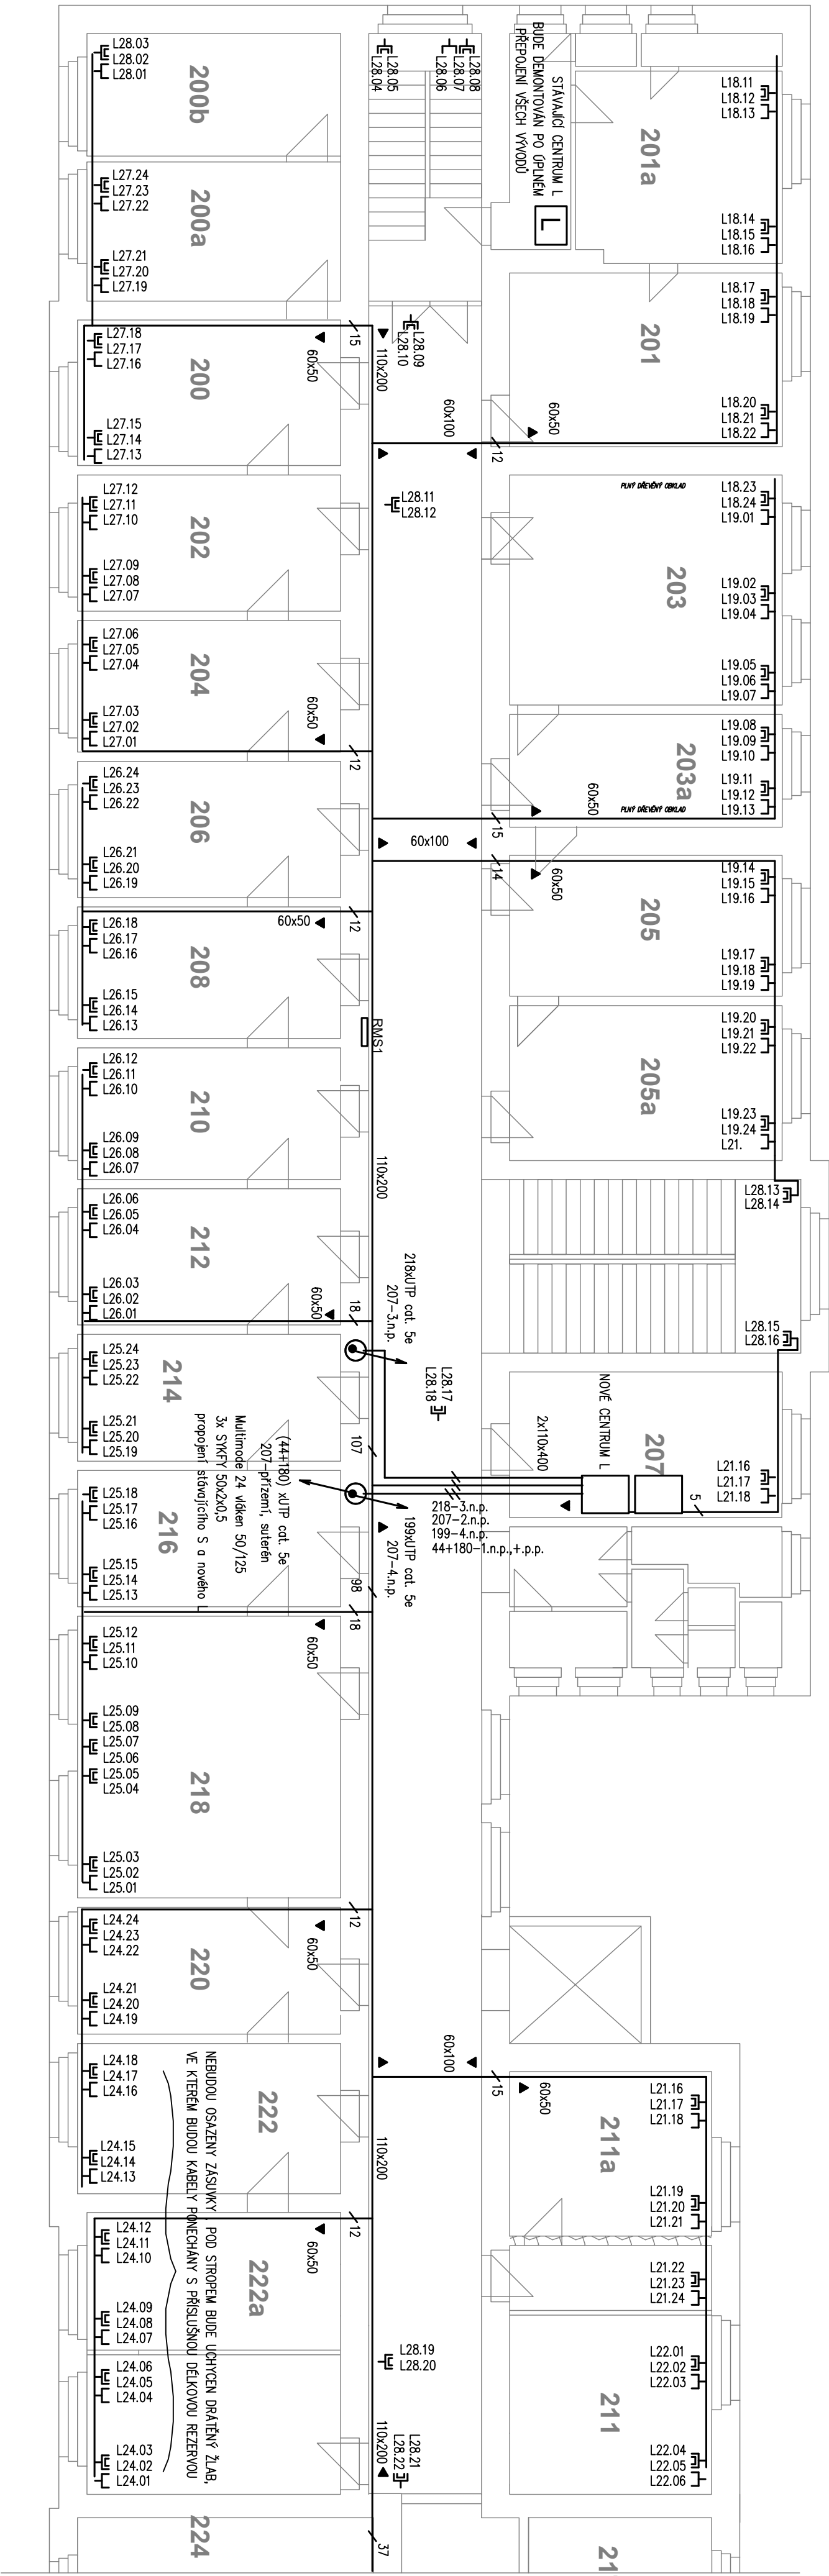 L28.03
L28.02
L28.01
200b
L27.24
L27.23
L27.22
L27.21
L27.20
L27.19
200a
L27.18
L27.17
L27.16
L27.15
L27.14
L27.13
200
60x50
15
L27.12
L27.11
L27.10
L27.09
L27.08
L27.07
202
L27.06
L27.05
L27.04
L27.03
L27.02
L27.01
204
60x50
12
L26.24
L26.23
L26.22
L26.21
L26.20
L26.19
206
L26.18
L26.17
L26.16
L26.15
L26.14
L26.13
208
60x50
12
L26.12
L26.11
L26.10
L26.09
L26.08
L26.07
210
L26.06
L26.05
L26.04
L26.03
L26.02
L26.01
212
60x50
18
L25.24
L25.23
L25.22
L25.21
L25.20
L25.19
214
107
L25.18
L25.17
L25.16
L25.15
L25.14
L25.13
216
98
(44+180) xUTP cat. 5e
207-přízemí, suterén
Multimode 24 vláken 50/125
3x SYKFY 50x2x0,5
propojení stávajícího S a nového L
18
L25.12
L25.11
L25.10
L25.09
L25.08
L25.07
L25.06
L25.05
L25.04
L25.03
L25.02
L25.01
218
60x50
12
L24.24
L24.23
L24.22
L24.21
L24.20
L24.19
220
60x50
L24.18
L24.17
L24.16
L24.15
L24.14
L24.13
222
L24.12
L24.11
L24.10
L24.09
L24.08
L24.07
222a
60x50
12
L24.06
L24.05
L24.04
L24.03
L24.02
L24.01
NEBUDOU OSAZENY ZÁSUVKY , POD STROPEM BUDE UCHYCEN DRÁTĚNÝ ŽLAB,
VE KTERÉM BUDOU KABELY PONECHÁNY S PŘÍSLUŠNOU DÉLKOVOU REZERVOU
224
37
L28.05
L28.04
L28.08
L28.07
L28.06
STÁVAJÍCÍ CENTRUM L
BUDE DEMONTOVÁN PO ÚPLNÉM
PŘEPOJENÍ VŠECH VÝVODŮ
L
L28.09
L28.10
110x200
60x100
L28.11
L28.12
60x100
RMS1
110x200
218xUTP cat. 5e
207-3.n.p.
L28.17
L28.18
199xUTP cat. 5e
207-4.n.p.
218-3.n.p.
207-2.n.p.
199-4.n.p.
44+180-1.n.p.,+.p.p.
60x100
110x200
L28.19
L28.20
L28.21
L28.22
110x200
L18.11
L18.12
L18.13
L18.14
L18.15
L18.16
201a
L18.17
L18.18
L18.19
L18.20
L18.21
L18.22
201
60x50
12
L18.23
L18.24
L19.01
L19.02
L19.03
L19.04
L19.05
L19.06
L19.07
PLNÝ DŘEVĚNÝ OBKLAD
203
L19.08
L19.09
L19.10
L19.11
L19.12
L19.13
203a
PLNÝ DŘEVĚNÝ OBKLAD
60x50
15
14
L19.14
L19.15
L19.16
L19.17
L19.18
L19.19
205
60x50
L19.20
L19.21
L19.22
L19.23
L19.24
L21.
205a
L28.13
L28.14
L28.15
L28.16
NOVÉ CENTRUM L
2x110x400
207
L21.16
L21.17
L21.18
5
15
60x50
L21.16
L21.17
L21.18
L21.19
L21.20
L21.21
211a
L21.22
L21.23
L21.24
L22.01
L22.02
L22.03
L22.04
L22.05
L22.06
211
21